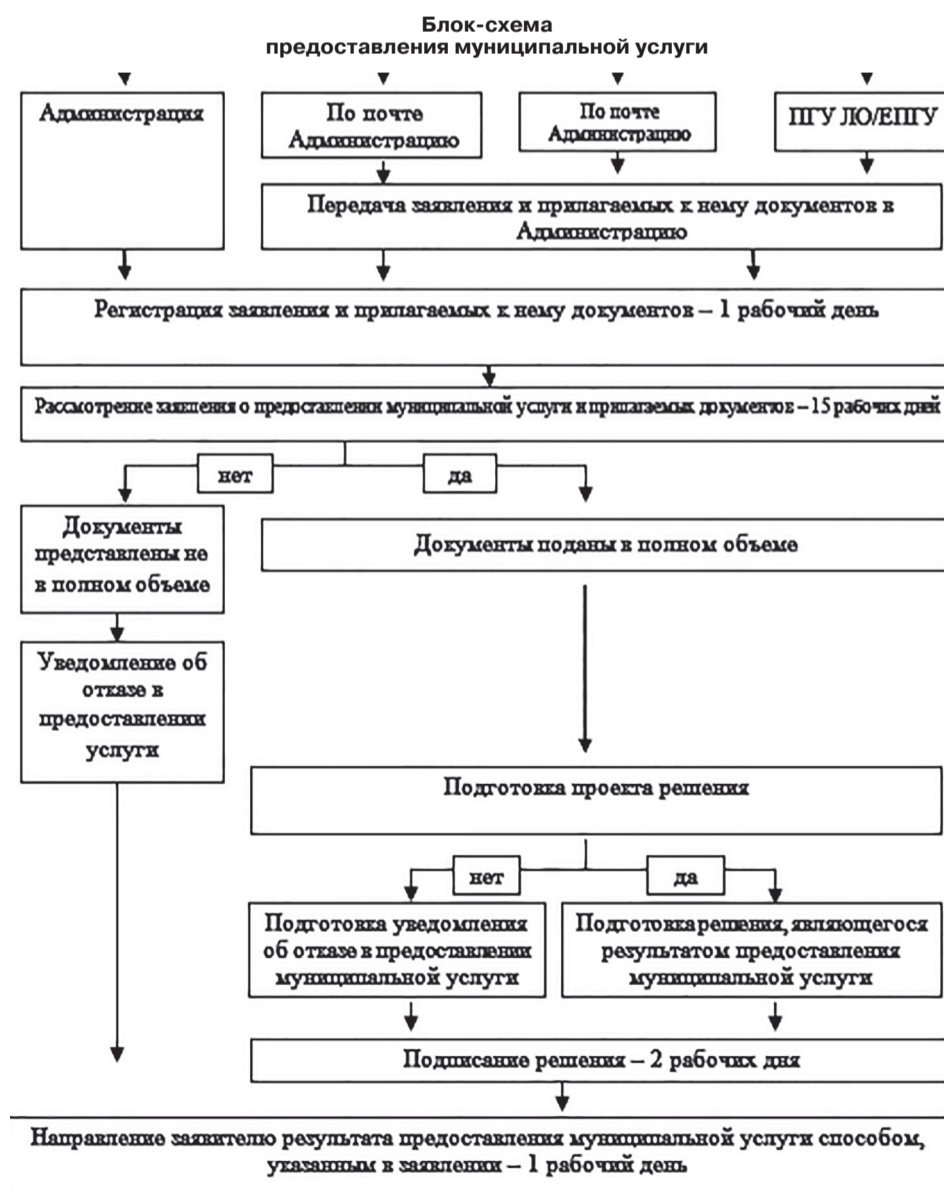 Блок-схема
предоставления муниципальной услуги
Администрация
По почте
Администрацию
По почте
Администрацию
ПГУ ЛО/ЕПГУ
Передача заявления и прилагаемых к нему документов в
Администрацию
Регистрация заявления и прилагаемых к нему документов – 1 рабочий день
Рассмотрение заявления о предоставлении муниципальной услуги и прилагаемых документов – 15 рабочих дней
нет
да
Документы
представлены не
в полном объеме
Документы поданы в полном объеме
Уведомление об
отказе в
предоставлении
услуги
Подготовка проекта решения
нет
да
Подготовка уведомления
об отказе в предоставлении
муниципальной услуги
Подготовка решения, являющегося
результатом предоставления
муниципальной услуги
Подписание решения – 2 рабочих дня
Направление заявителю результата предоставления муниципальной услуги способом,
указанным в заявлении – 1 рабочий день